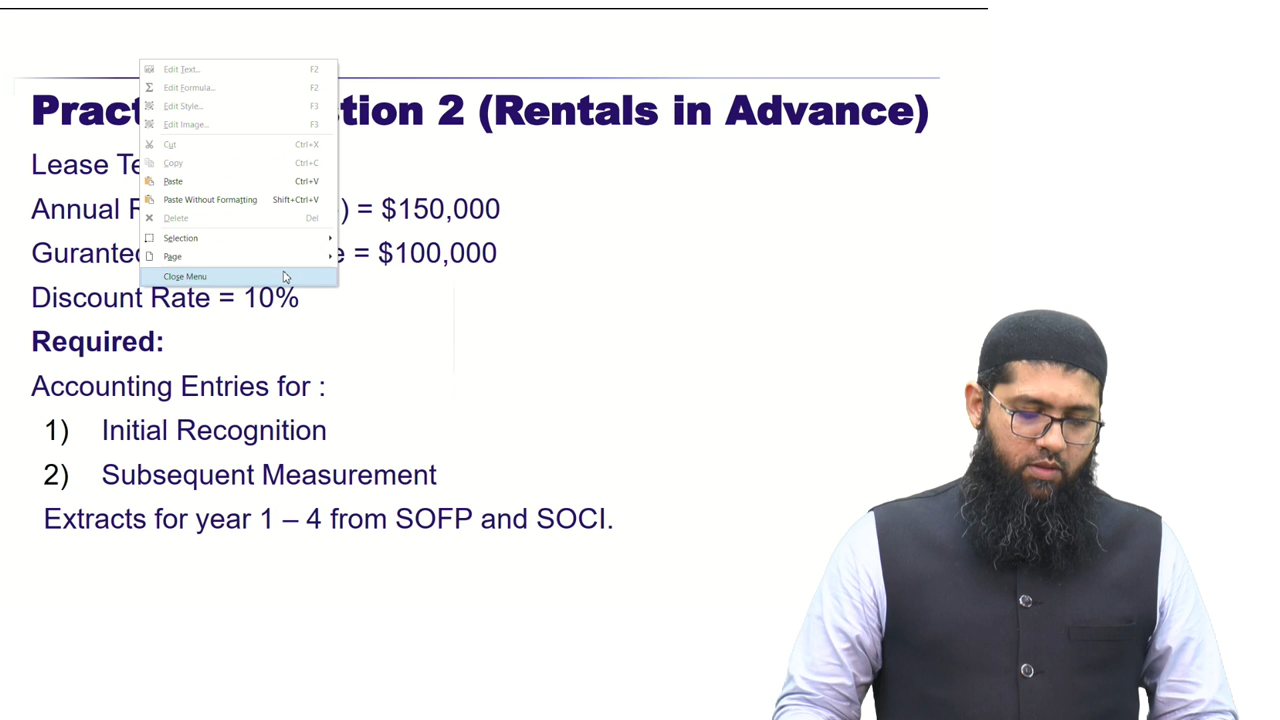 Pract
tion 2 (Rentals in Advance)
Edit Text... F2
Edit Formula... F2
Edit Style... F3
Edit Image... F3
Cut Ctrl+X
Copy Ctrl+C
Paste Ctrl+V
Paste Without Formatting Shift+Ctrl+V
Delete Del
Selection
Page
Close Menu
Lease Te
Annual R
) = $150,000
Gurantee
e = $100,000
Discount Rate = 10%
Required:
Accounting Entries for :
1) Initial Recognition
2) Subsequent Measurement
Extracts for year 1 – 4 from SOFP and SOCI.